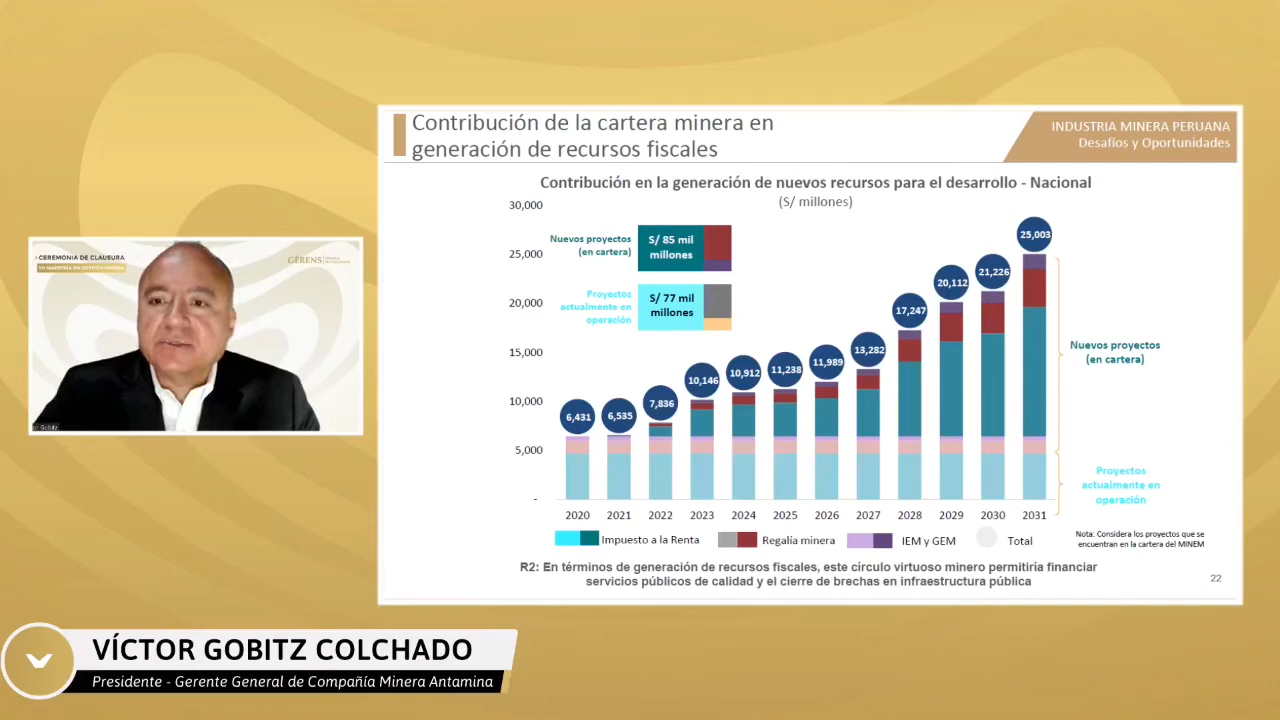 Contribución de la cartera minera en
generación de recursos fiscales
INDUSTRIA MINERA PERUANA
Desafíos y Oportunidades
Contribución en la generación de nuevos recursos para el desarrollo - Nacional
(S/ millones)
30,000
25,000
20,000
15,000
10,000
5,000
-
Nuevos proyectos
(en cartera)
S/ 85 mil
millones
Proyectos
actualmente en
operación
S/ 77 mil
millones
6,431
6,535
7,836
10,146
10,912
11,238
11,989
13,282
17,247
20,112
21,226
25,003
Nuevos proyectos
(en cartera)
Proyectos
actualmente en
operación
2020 2021 2022 2023 2024 2025 2026 2027 2028 2029 2030 2031
Impuesto a la Renta Regalía minera IEM y GEM Total
Nota: Considera los proyectos que se
encuentran en la cartera del MINEM
R2: En términos de generación de recursos fiscales, este círculo virtuoso minero permitiría financiar
servicios públicos de calidad y el cierre de brechas en infraestructura pública
22
CEREMONIA DE CLAUSURA
GĒRENS
VÍCTOR GOBITZ COLCHADO
Presidente - Gerente General de Compañía Minera Antamina